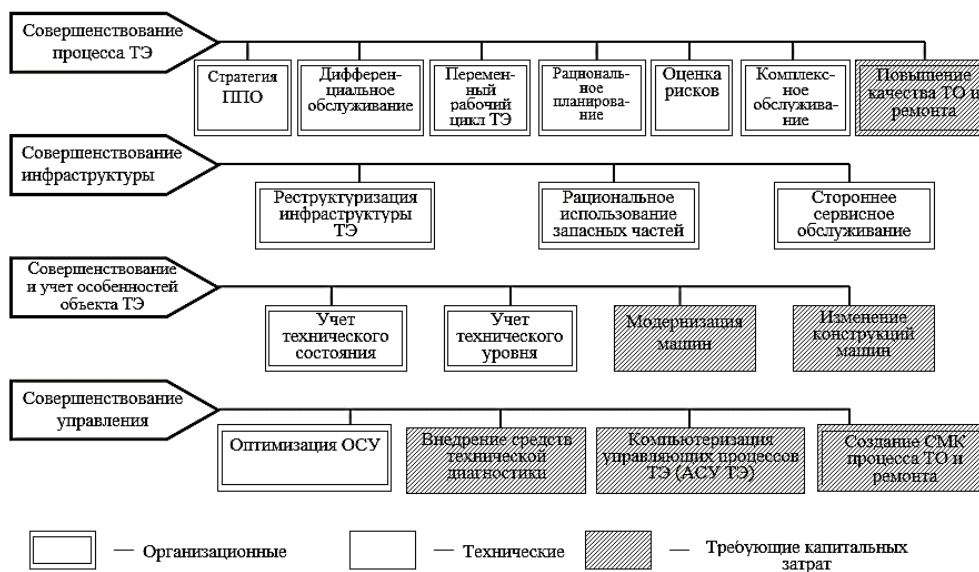 Совершенствование
процесса ТЭ
Стратегия
ППО
Дифферен-
циальное
обслуживание
Перемен-
ный
рабочий
цикл ТЭ
Рациональ-
ное
планирова-
ние
Оценка
рисков
Комплекс-
ное
обслужива-
ние
Повышение
качества ТО и
ремонта
Совершенствование
инфраструктуры
Реструктуризация
инфраструктуры
ТЭ
Рациональное
использование
запасных частей
Стороннее
сервисное
обслуживание
Совершенствование
и учет особенностей
объекта ТЭ
Учет
технического
состояния
Учет
технического
уровня
Модернизация
машин
Изменение
конструкций
машин
Совершенствование
управления
Оптимизация ОСУ
Внедрение средств
технической
диагностики
Компьютеризация
управляющих процессов
ТЭ (АСУ ТЭ)
Создание СМК
процесса ТО и
ремонта
— Организационные
— Технические
— Требующие капитальных
затрат